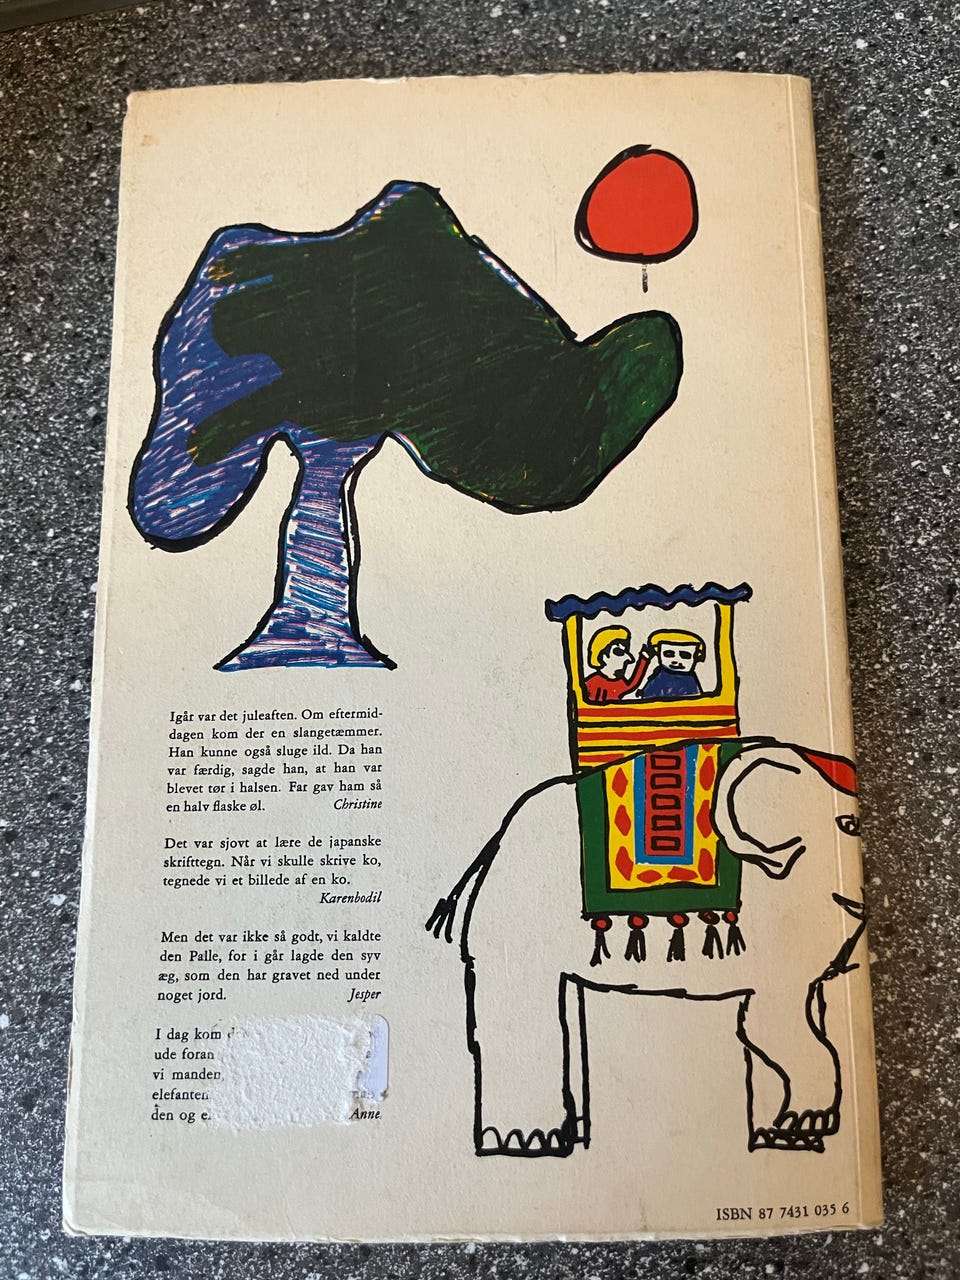 Igår var det juleaften. Om eftermid-
dagen kom der en slangetæmmer.
Han kunne også sluge ild. Da han
var færdig, sagde han, at han var
blevet tør i halsen. Far gav ham så
en halv flaske øl. Christine
Det var sjovt at lære de japanske
skrifttegn. Når vi skulle skrive ko,
tegnede vi et billede af en ko.
Karenbodil
Men det var ikke så godt, vi kaldte
den Palle, for i går lagde den syv
æg, som den har gravet ned under
noget jord. Jesper
I dag kom
ude foran
vi manden,
elefanten
den og Anne
ISBN 87 7431 035 6